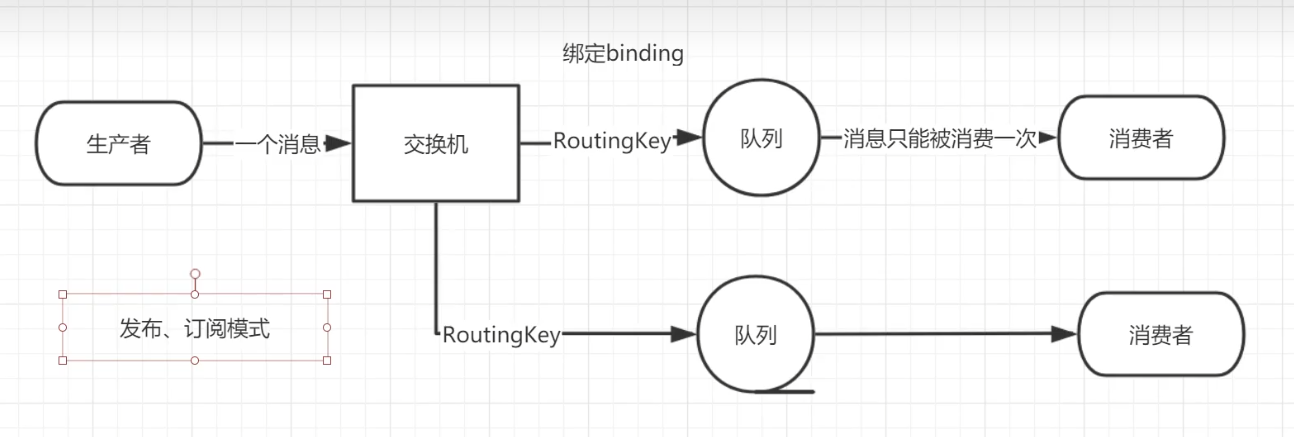 绑定binding
生产者
一个消息
交换机
RoutingKey
队列
消息只能被消费一次
消费者
发布、订阅模式
RoutingKey
队列
消费者